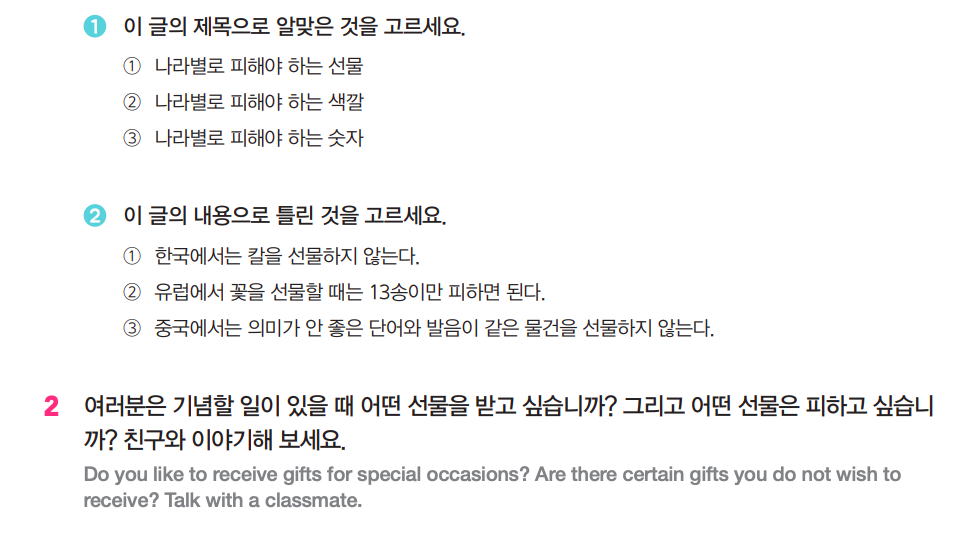 1 이 글의 제목으로 알맞은 것을 고르세요.
① 나라별로 피해야 하는 선물
② 나라별로 피해야 하는 색깔
③ 나라별로 피해야 하는 숫자
2 이 글의 내용으로 틀린 것을 고르세요.
① 한국에서는 칼을 선물하지 않는다.
② 유럽에서 꽃을 선물할 때는 13송이만 피하면 된다.
③ 중국에서는 의미가 안 좋은 단어와 발음이 같은 물건을 선물하지 않는다.
2 여러분은 기념할 일이 있을 때 어떤 선물을 받고 싶습니까? 그리고 어떤 선물은 피하고 싶습니
까? 친구와 이야기해 보세요.
Do you like to receive gifts for special occasions? Are there certain gifts you do not wish to
receive? Talk with a classmate.